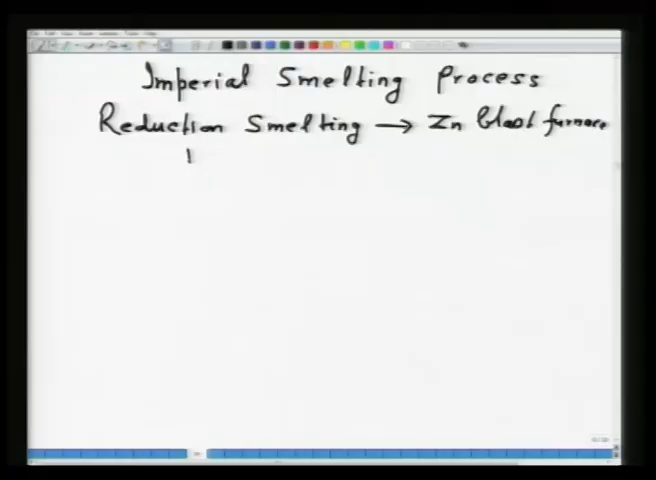 Imperial Smelting Process
Reduction Smelting → Zn blast furnace